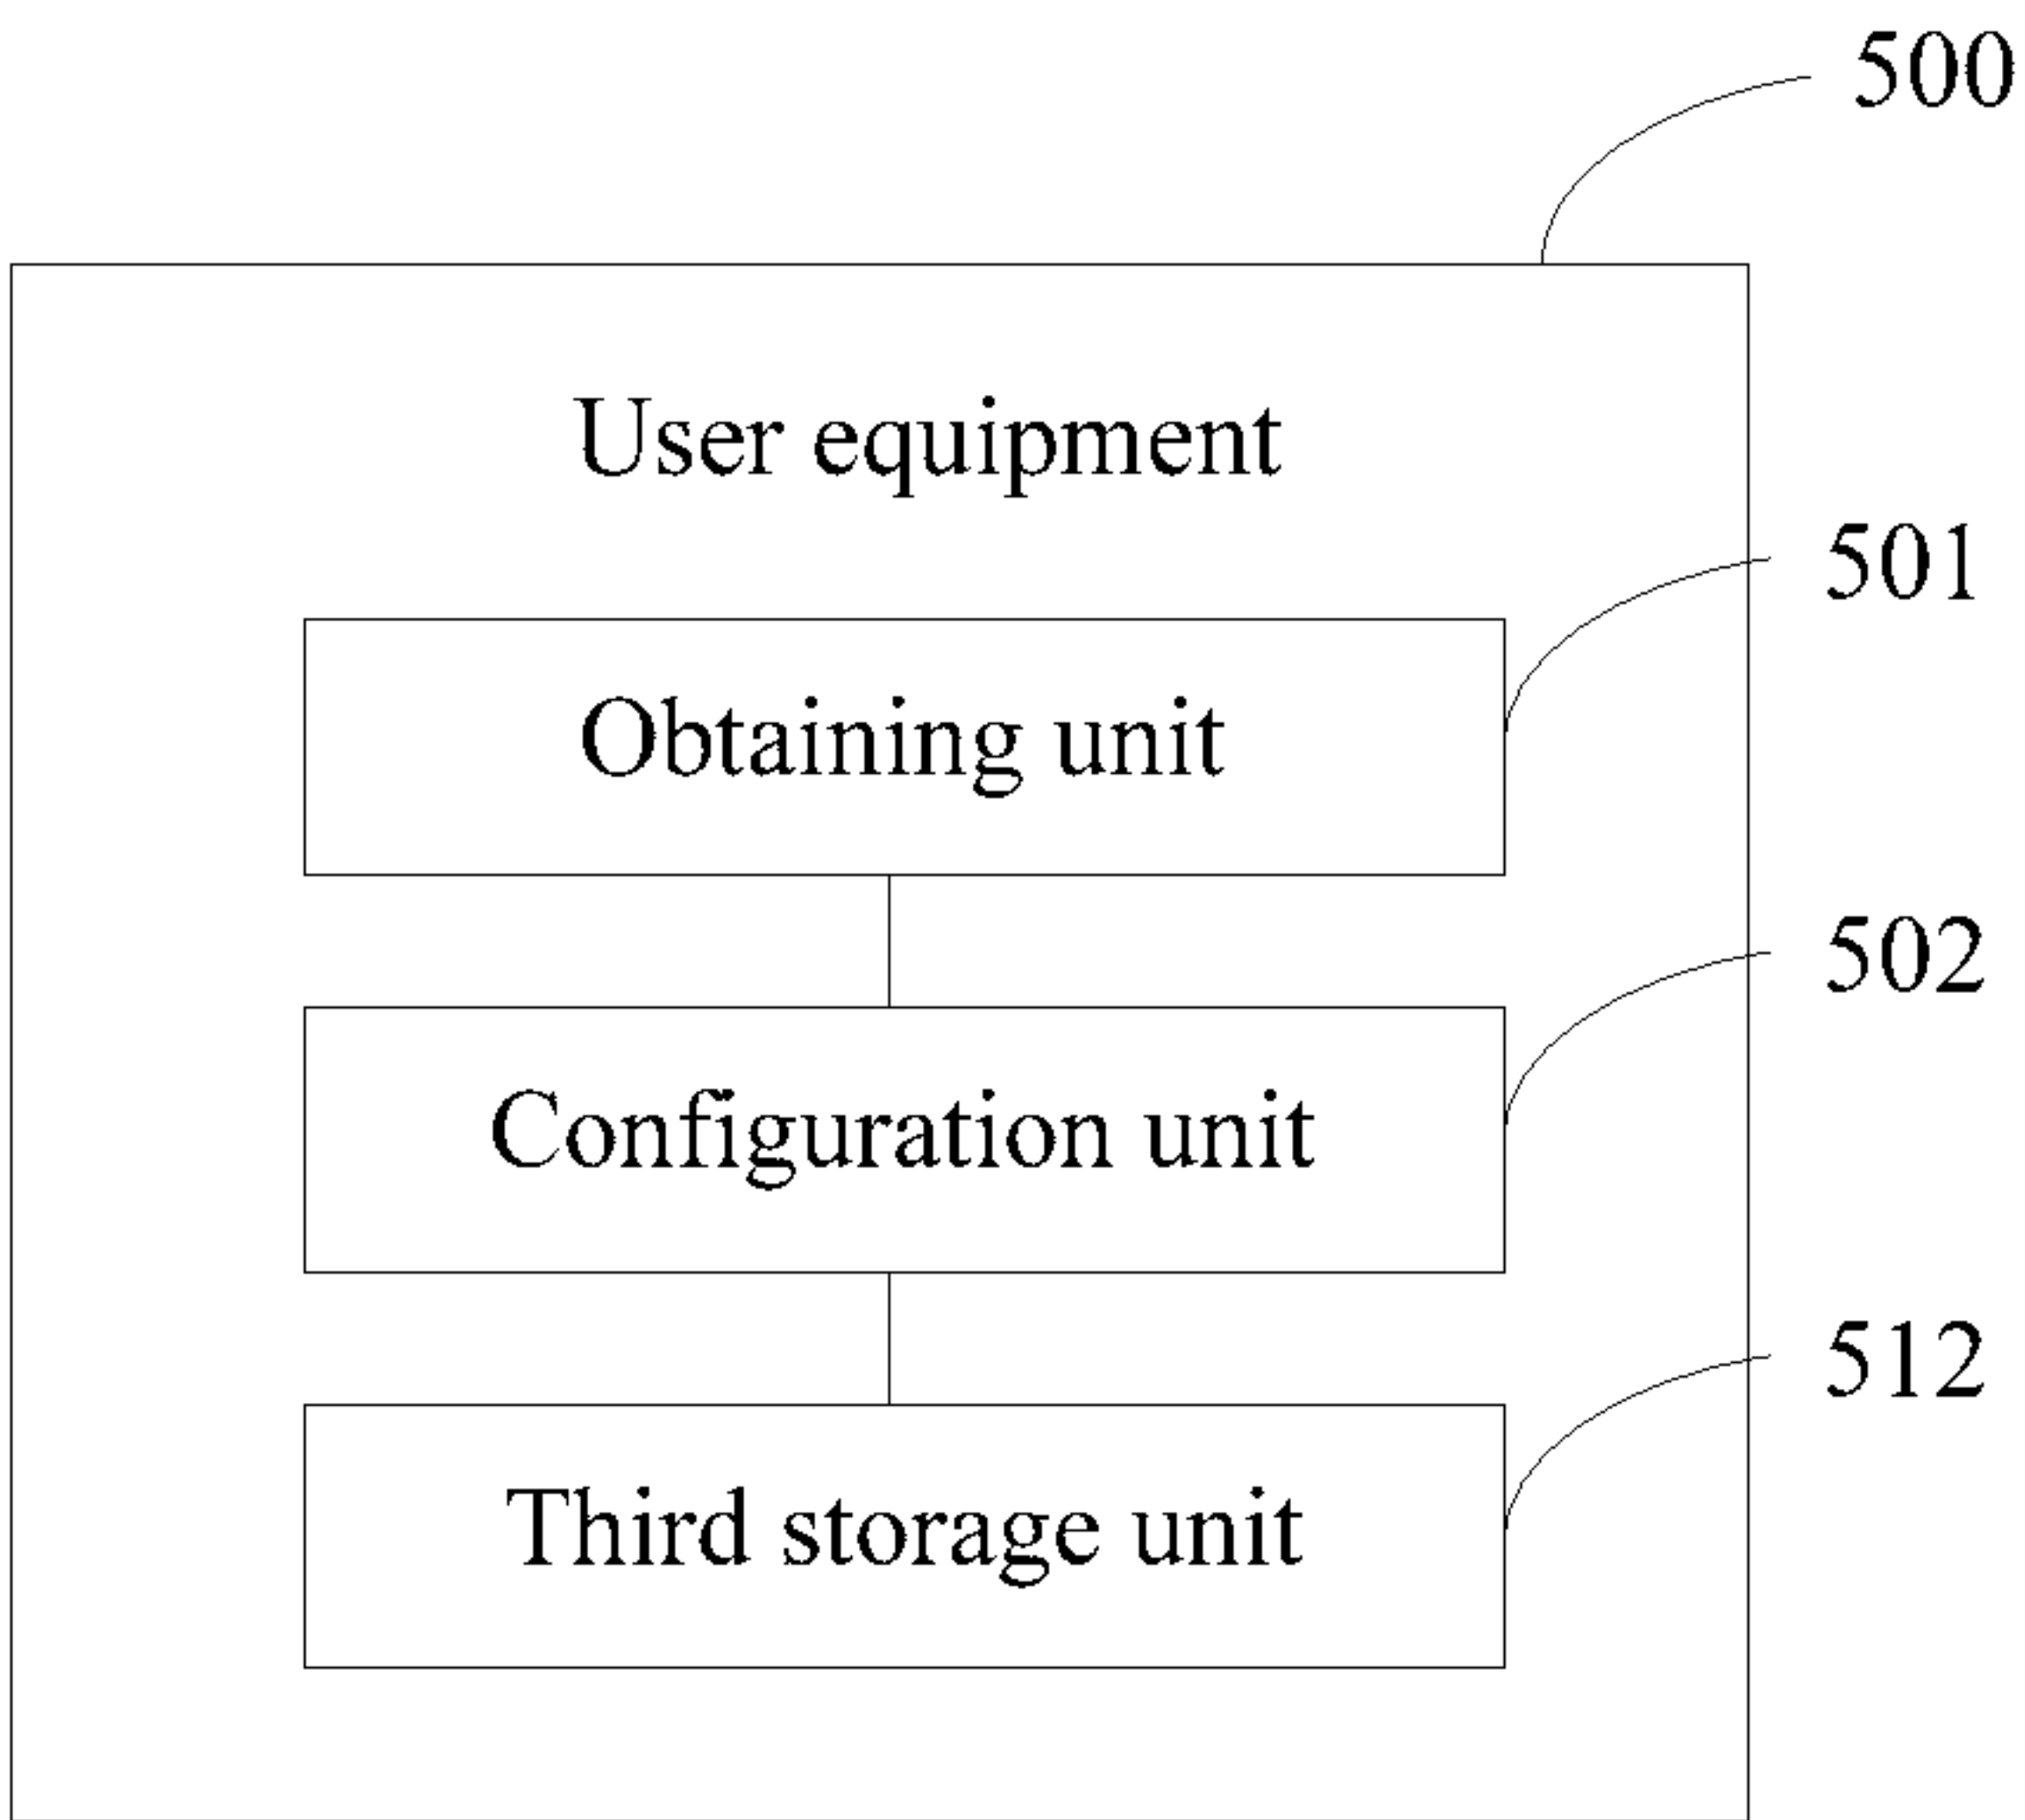 500
User equipment
501
Obtaining unit
502
Configuration unit
512
Third storage unit